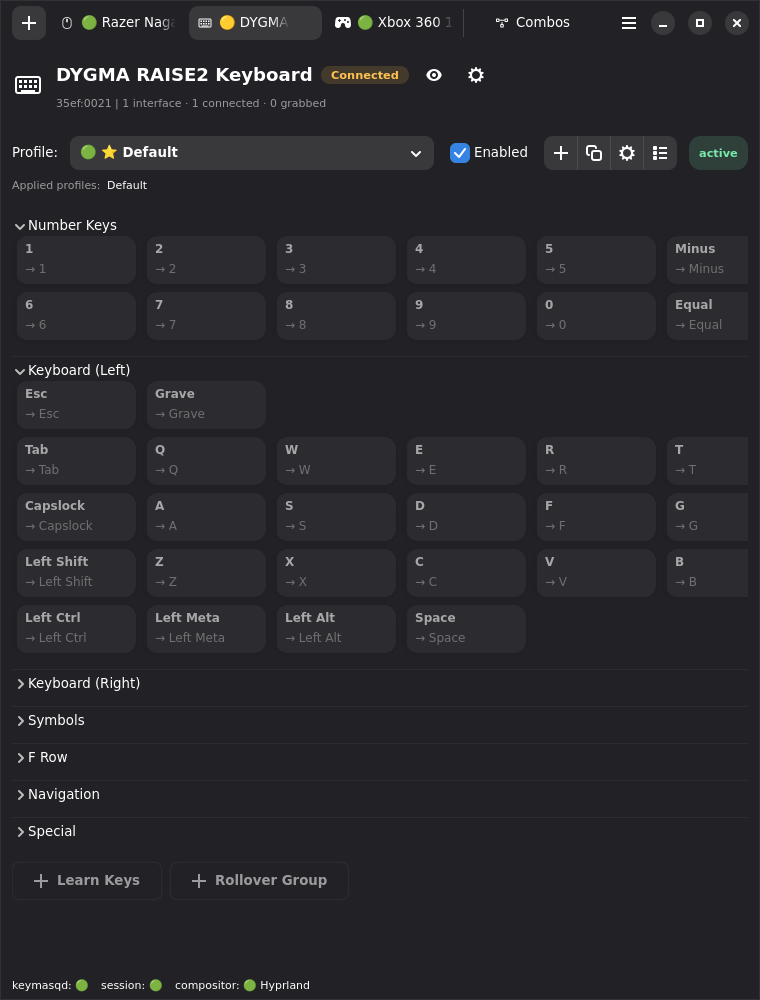 Razer Naga
DYGMA
Xbox 360 1
Combos
DYGMA RAISE2 Keyboard
Connected
35ef:0021 | 1 interface · 1 connected · 0 grabbed
Profile:
Default
Enabled
active
Applied profiles: Default
Number Keys
1 2 3 4 5 Minus
→ 1 → 2 → 3 → 4 → 5 → Minus
6 7 8 9 0 Equal
→ 6 → 7 → 8 → 9 → 0 → Equal
Keyboard (Left)
Esc Grave
→ Esc → Grave
Tab Q W E R T
→ Tab → Q → W → E → R → T
Capslock A S D F G
→ Capslock → A → S → D → F → G
Left Shift Z X C V B
→ Left Shift → Z → X → C → V → B
Left Ctrl Left Meta Left Alt Space
→ Left Ctrl → Left Meta → Left Alt → Space
Keyboard (Right)
Symbols
F Row
Navigation
Special
Learn Keys
Rollover Group
keymasqd: session: compositor: Hyprland